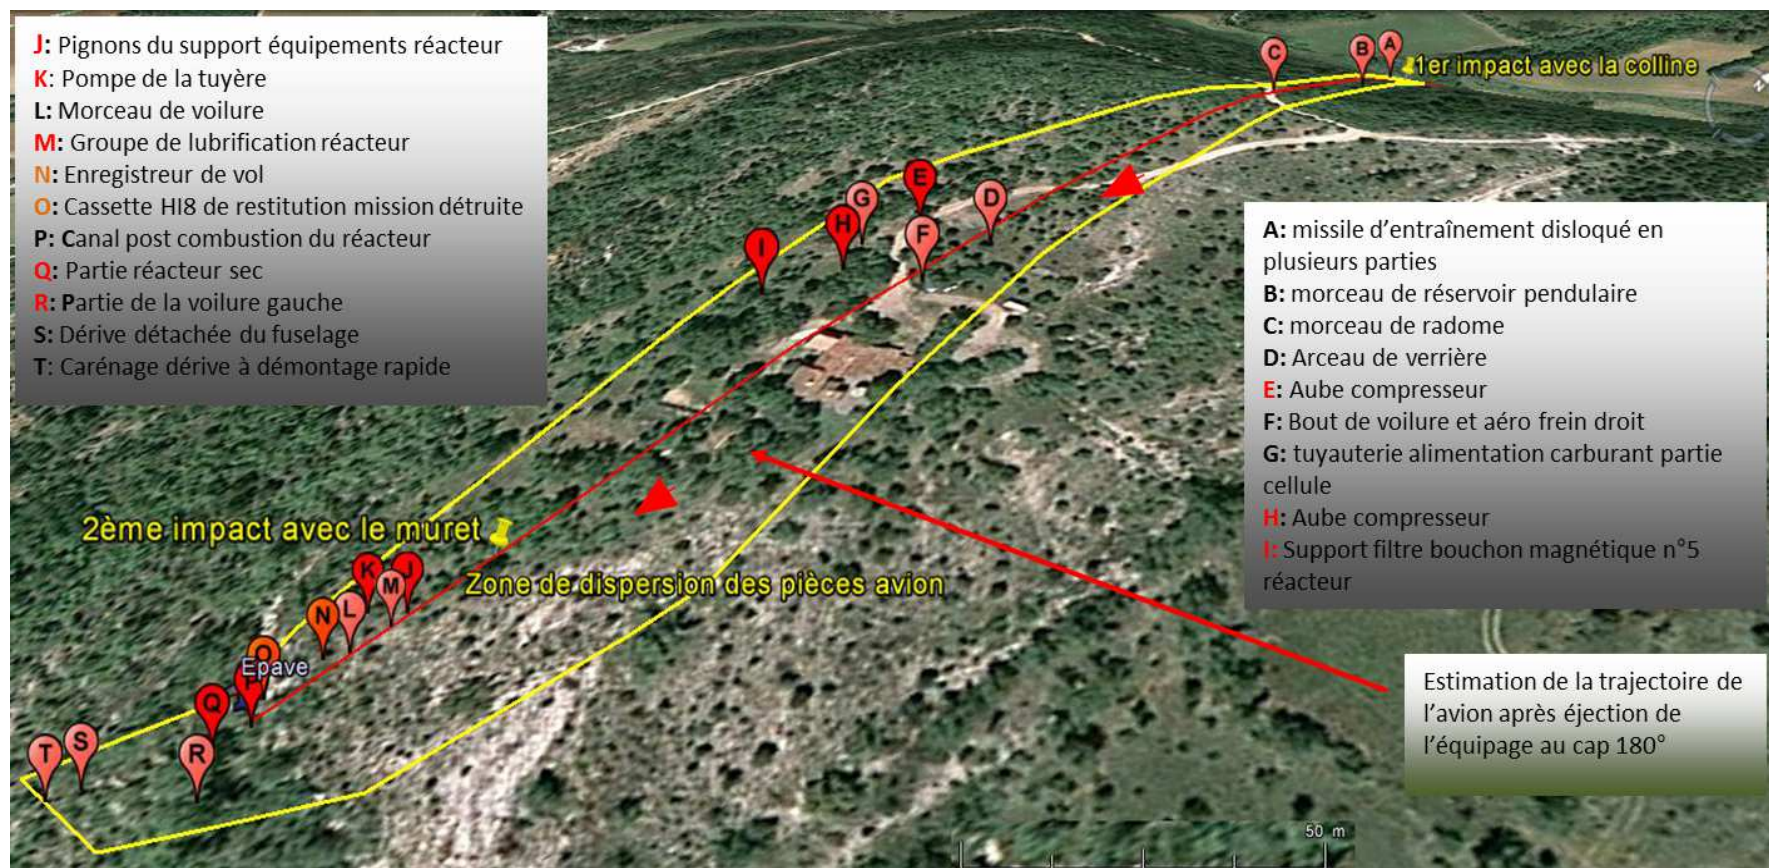 J: Pignons du support équipements réacteur
K: Pompe de la tuyère
L: Morceau de voilure
M: Groupe de lubrification réacteur
N: Enregistreur de vol
O: Cassette HI8 de restitution mission détruite
P: Canal post combustion du réacteur
Q: Partie réacteur sec
R: Partie de la voilure gauche
S: Dérive détachée du fuselage
T: Carénage dérive à démontage rapide
C
B
A
1er impact avec la colline
N
E
G
D
H
F
I
A: missile d'entraînement disloqué en
plusieurs parties
B: morceau de réservoir pendulaire
C: morceau de radome
D: Arceau de verrière
E: Aube compresseur
F: Bout de voilure et aéro frein droit
G: tuyauterie alimentation carburant partie
cellule
H: Aube compresseur
I: Support filtre bouchon magnétique n°5
réacteur
2ème impact avec le muret
K
M
J
Zone de dispersion des pièces avion
N
L
O
Epave
P
Q
R
S
T
Estimation de la trajectoire de
l'avion après éjection de
l'équipage au cap 180°
50 m